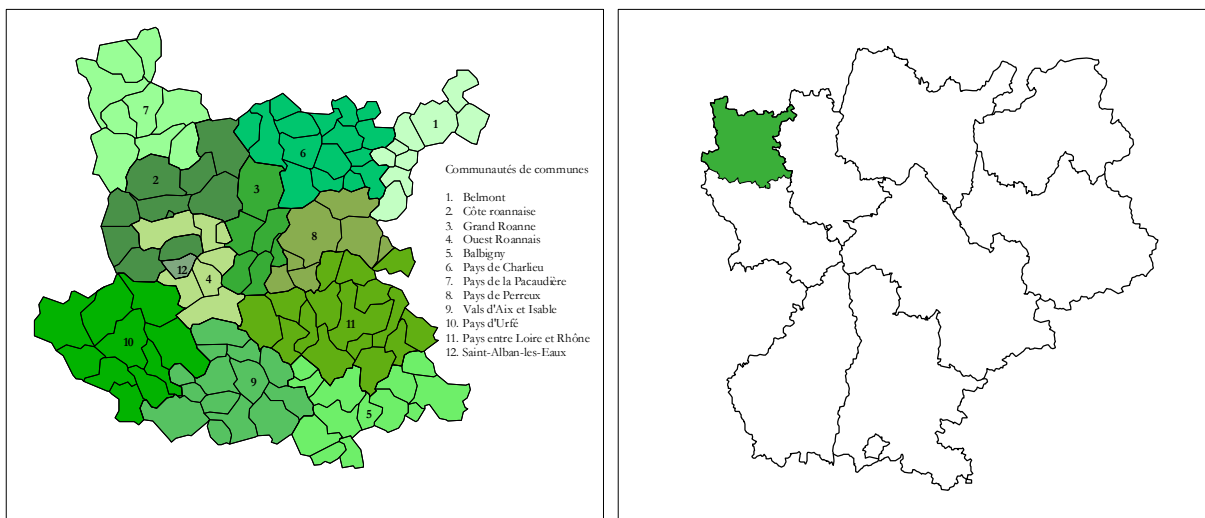 7
1
6
2
3
8
12
4
11
10
9
5
Communautés de communes
1. Belmont
2. Côte roannaise
3. Grand Roanne
4. Ouest Roannais
5. Balbigny
6. Pays de Charlieu
7. Pays de la Pacaudière
8. Pays de Perreux
9. Vals d'Aix et Isable
10. Pays d'Urfé
11. Pays entre Loire et Rhône
12. Saint-Alban-les-Eaux